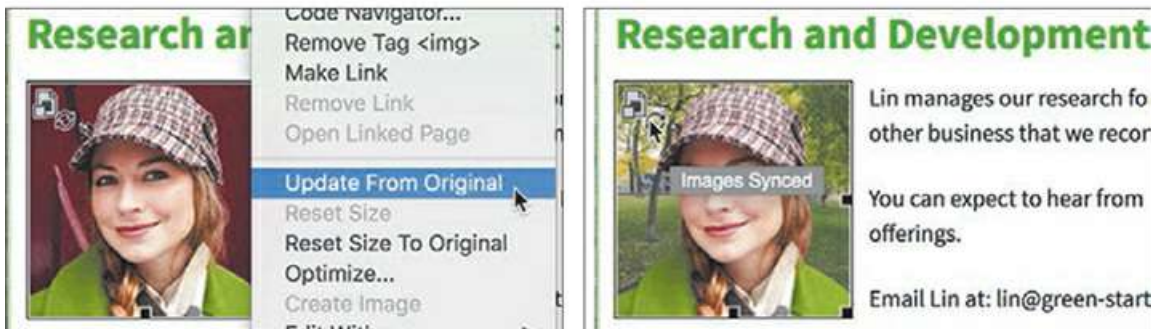 Research ar
Code Navigator...
Remove Tag <img>
Make Link
Remove Link
Open Linked Page
Update From Original
Reset Size
Reset Size To Original
Optimize...
Create Image
Edit With
Research and Development
Lin manages our research fo
other business that we recor
Images Synced
You can expect to hear from
offerings.
Email Lin at: lin@green-start